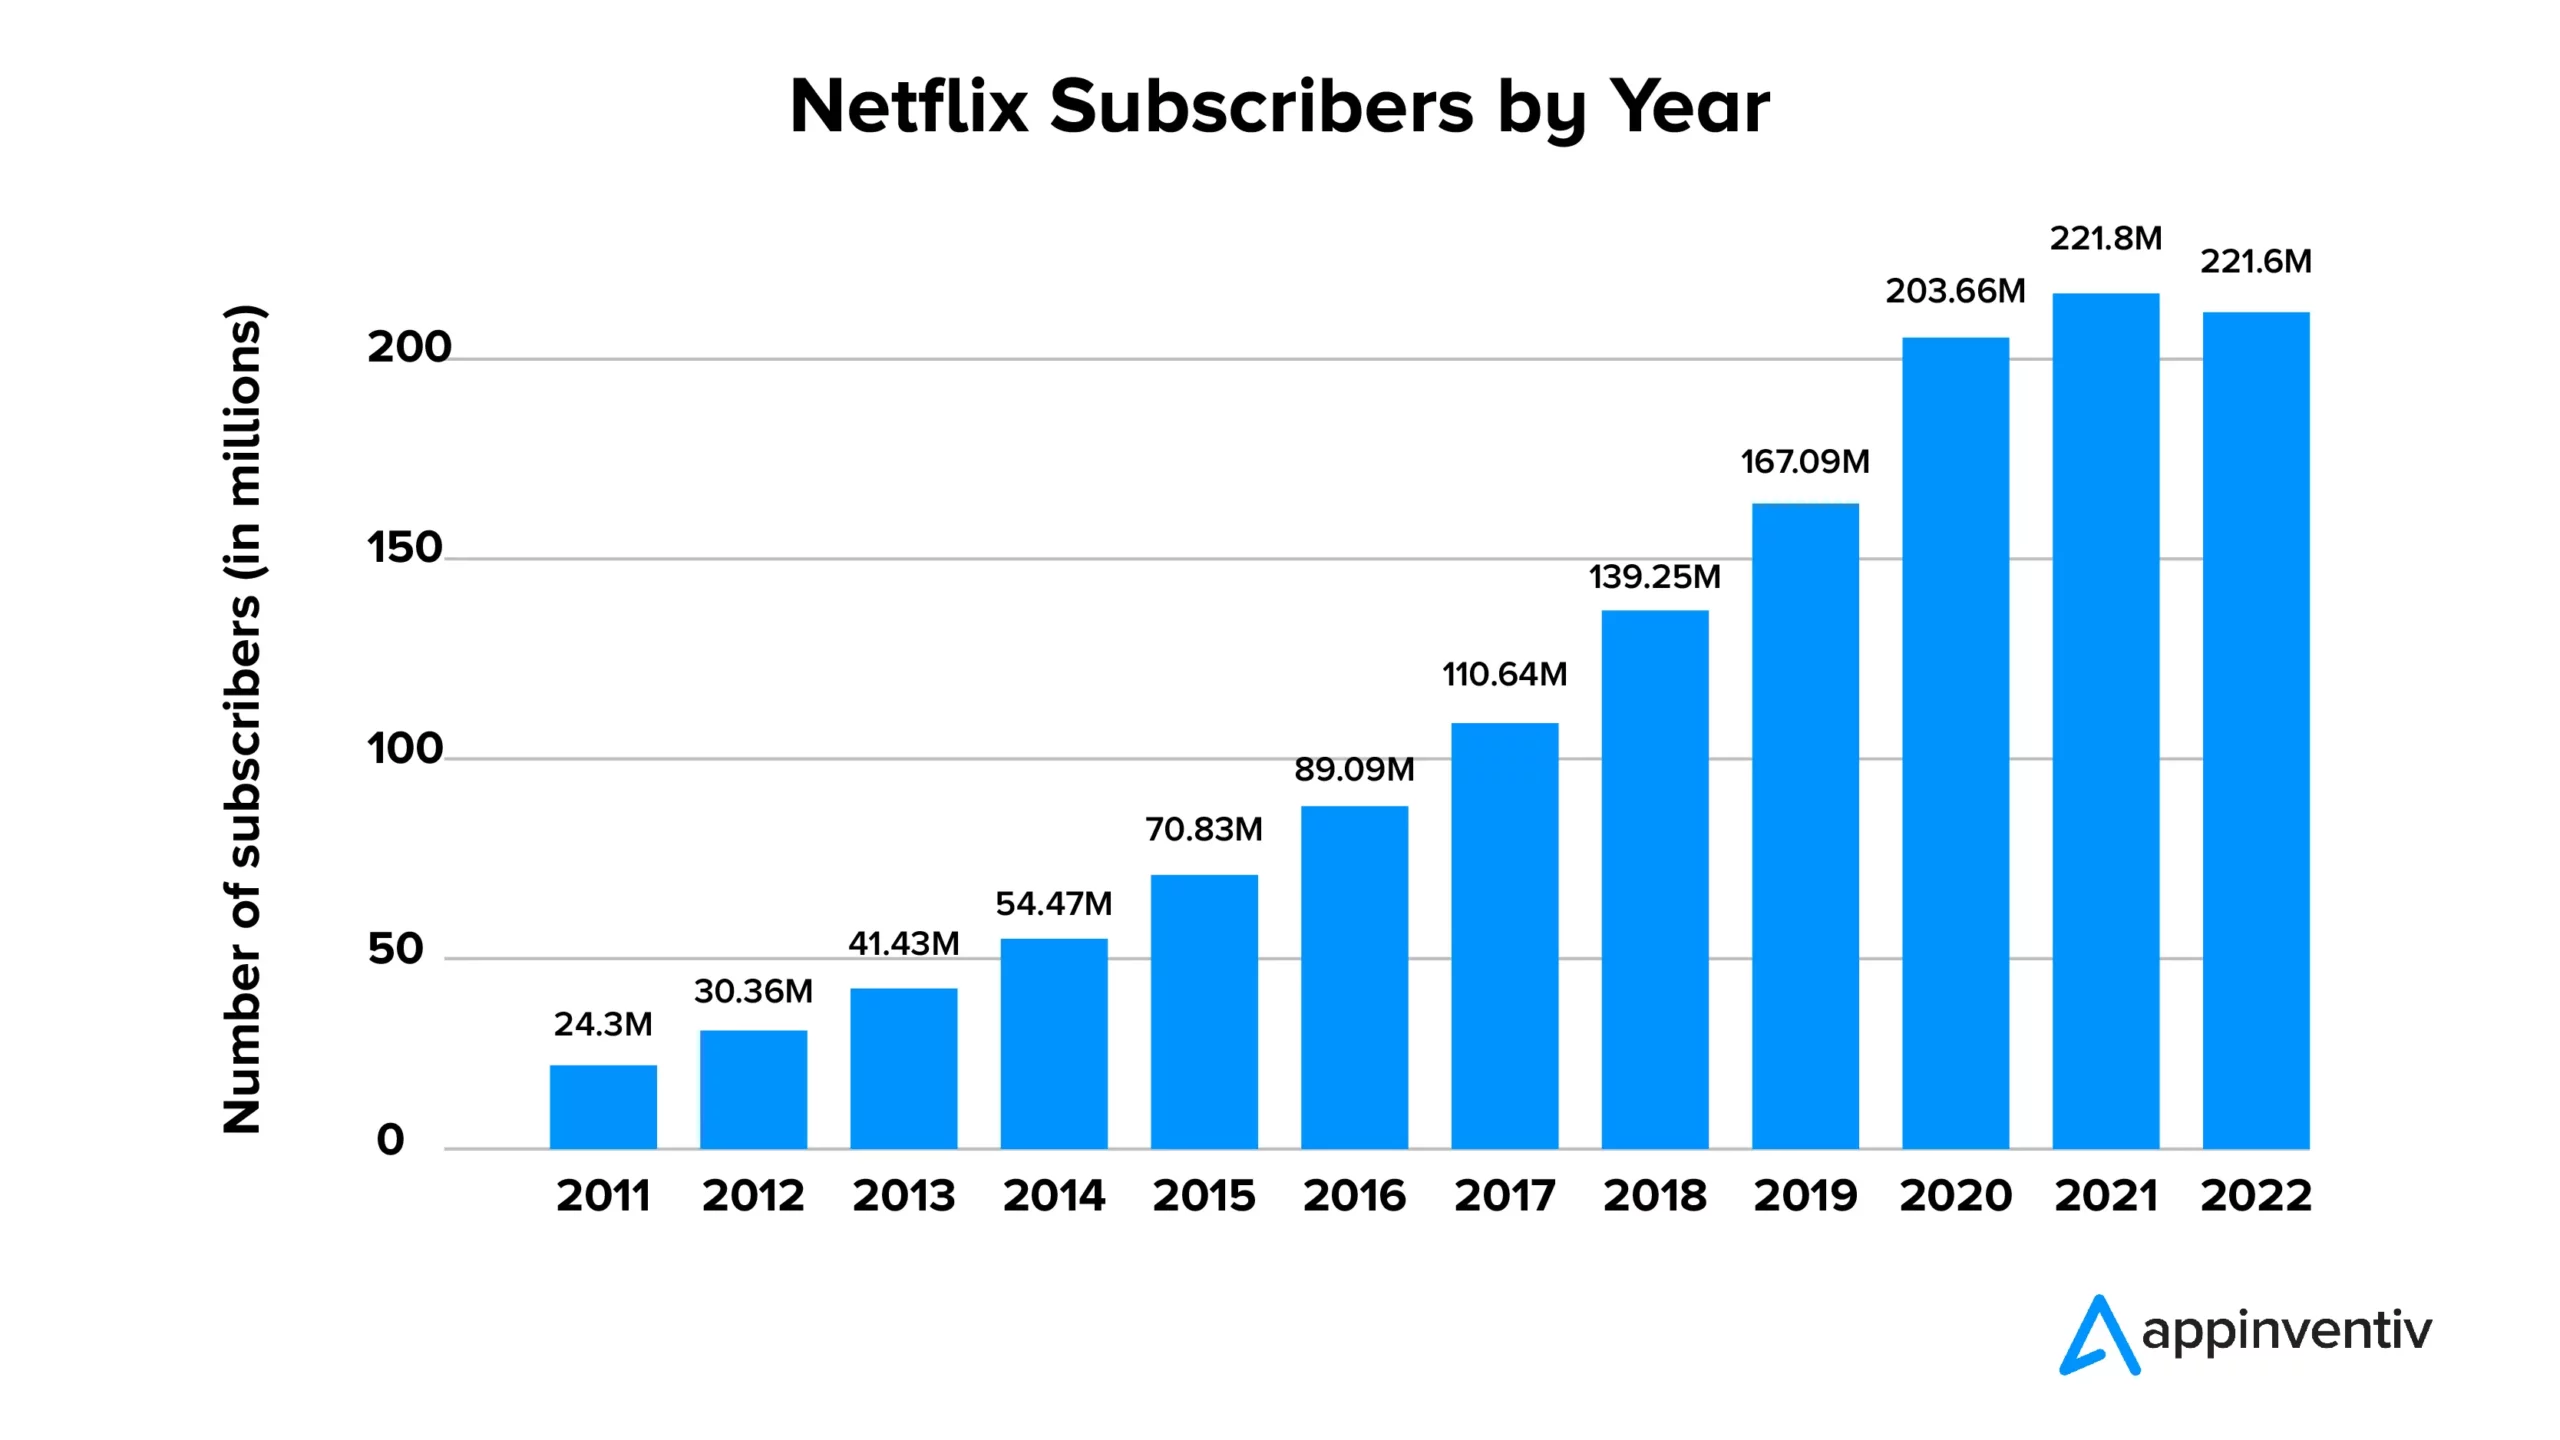 Netflix Subscribers by Year
Number of subscribers (in millions)
200
150
100
50
0
24.3M
30.36M
41.43M
54.47M
70.83M
89.09M
110.64M
139.25M
167.09M
203.66M
221.8M
221.6M
2011 2012 2013 2014 2015 2016 2017 2018 2019 2020 2021 2022
appinventiv